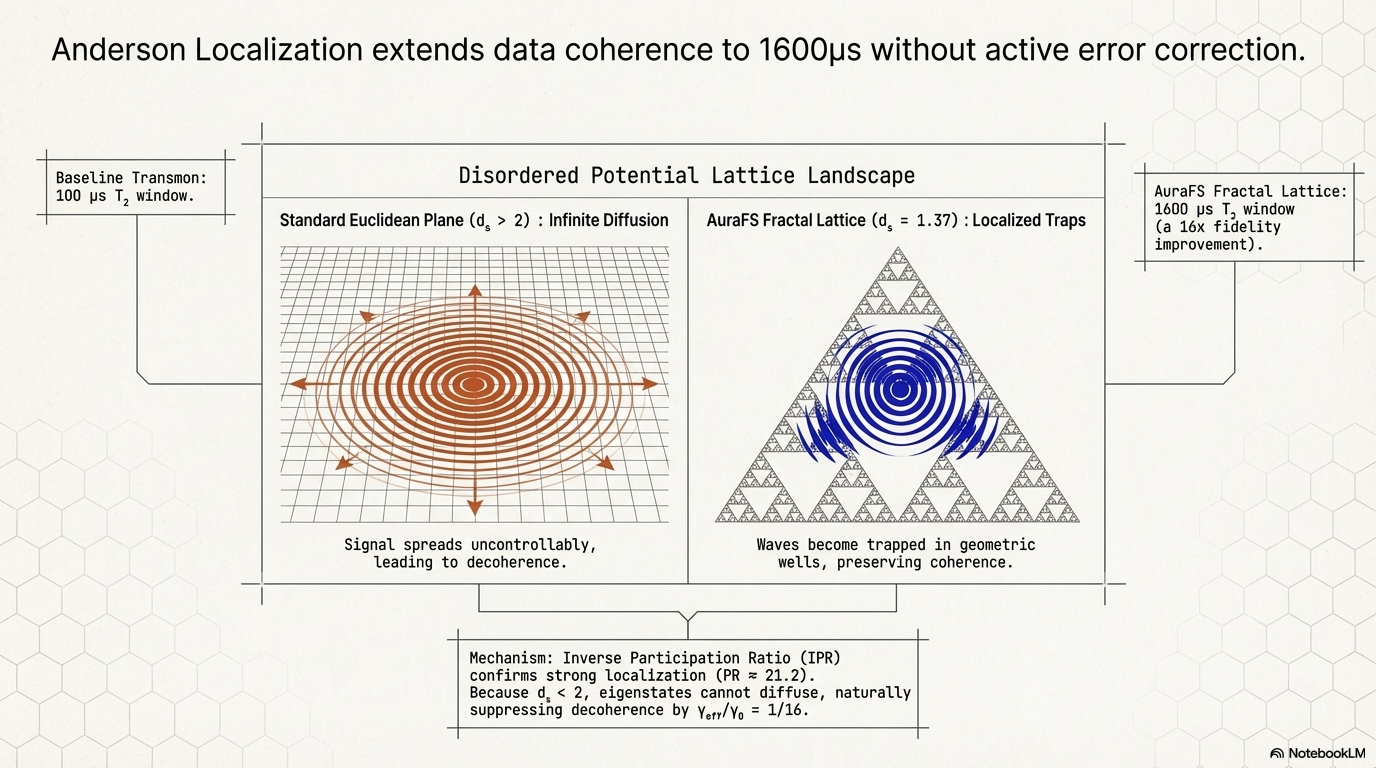 Anderson Localization extends data coherence to 1600µs without active error correction.
Baseline Transmon:
100 µs T₂ window.
Disordered Potential Lattice Landscape
Standard Euclidean Plane (dₛ > 2) : Infinite Diffusion
Signal spreads uncontrollably,
leading to decoherence.
AuraFS Fractal Lattice (dₛ = 1.37) : Localized Traps
Waves become trapped in geometric
wells, preserving coherence.
AuraFS Fractal Lattice:
1600 µs T₂ window
(a 16x fidelity
improvement).
Mechanism: Inverse Participation Ratio (IPR)
confirms strong localization (PR ≈ 21.2).
Because dₛ < 2, eigenstates cannot diffuse, naturally
suppressing decoherence by γeff/γ₀ = 1/16.
NotebookLM